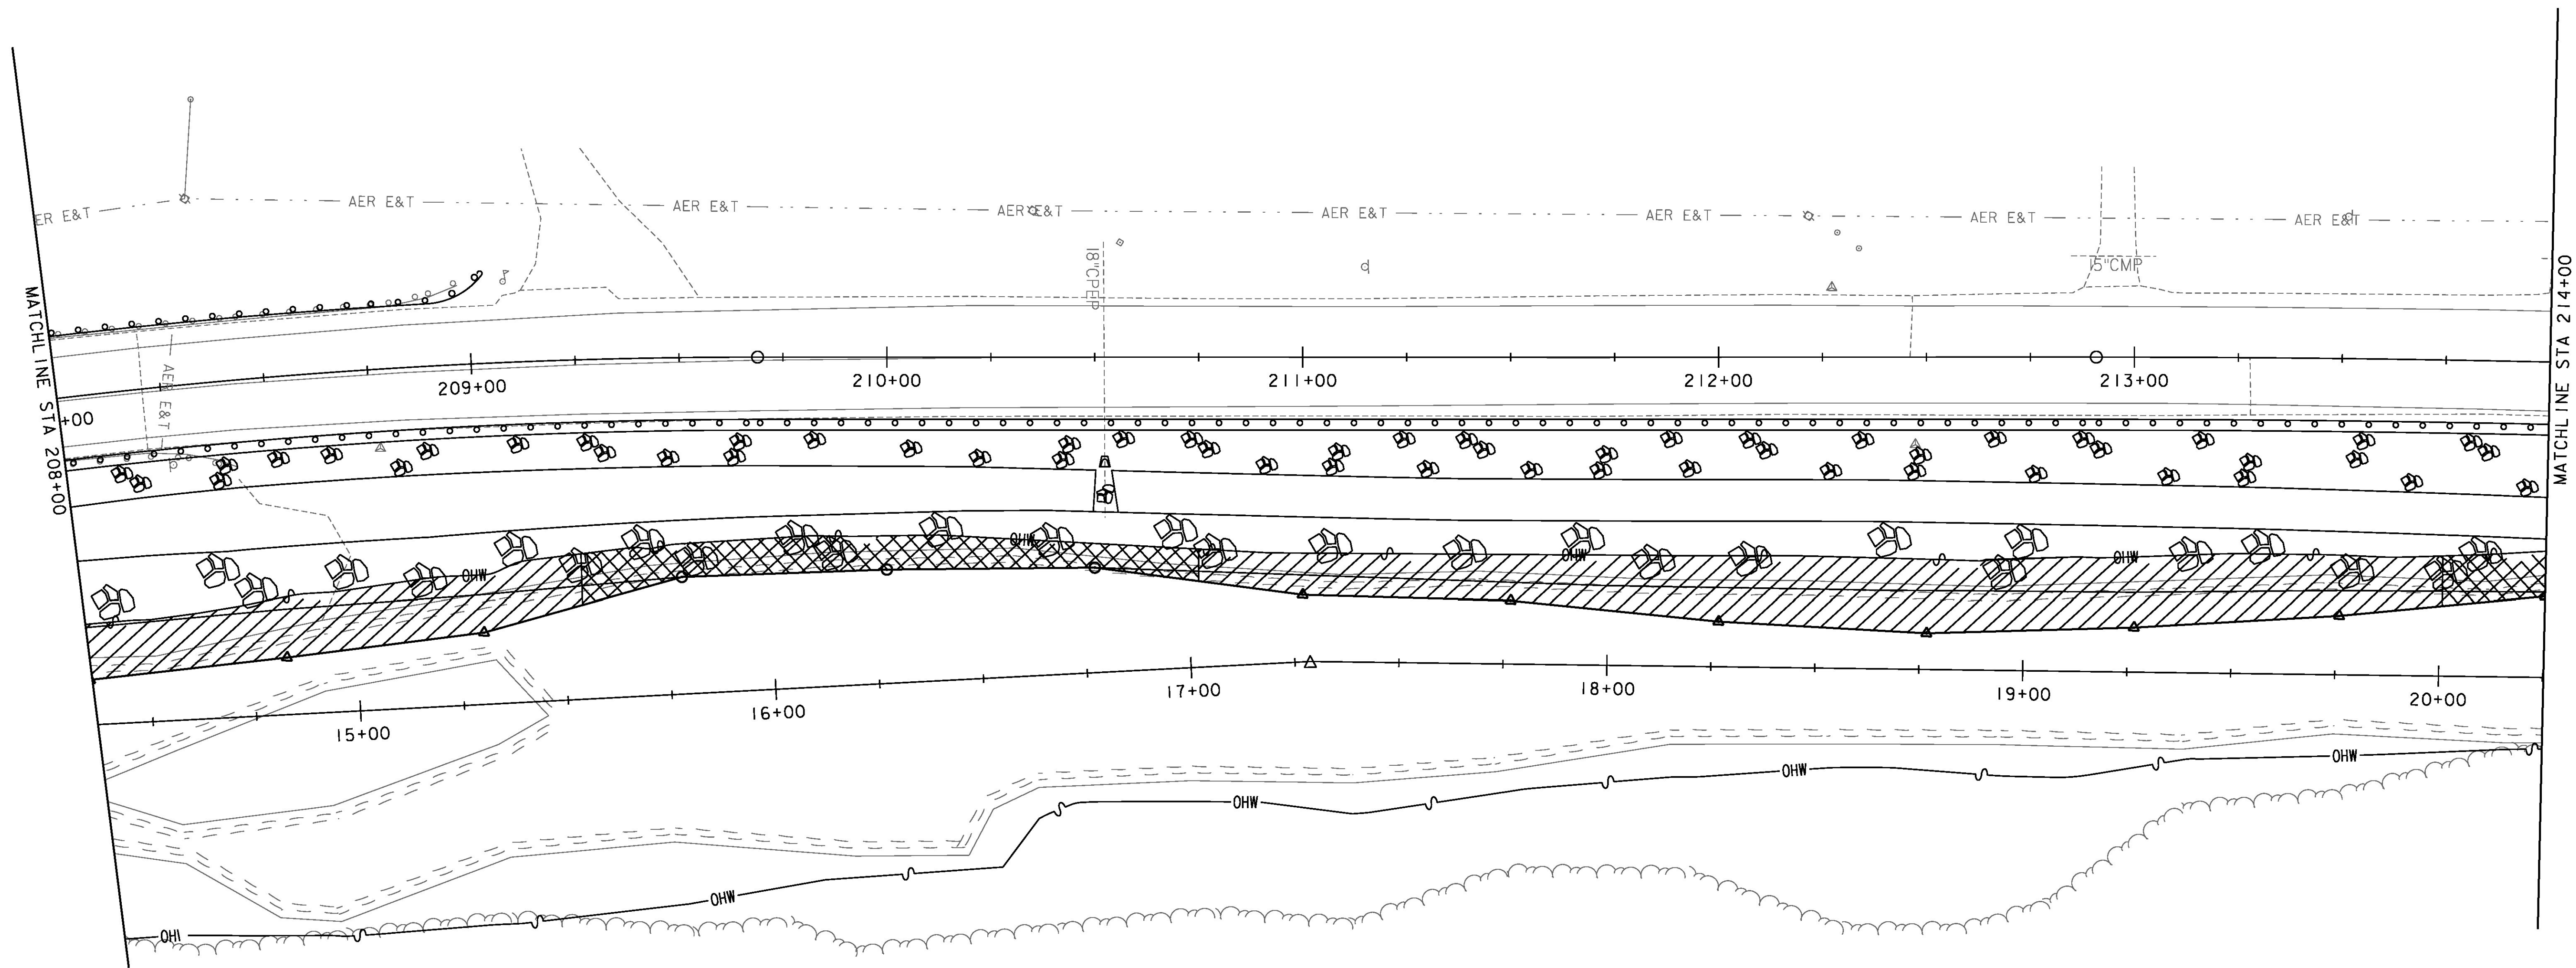 ER E&T
AER E&T
AER E&T
AER E&T
AER E&T
AER E&T
AER E&T
AER E&T
18"CPEP
15"CMP
MATCHLINE STA 208+00
MATCHLINE STA 214+00
AER E&T
209+00
210+00
211+00
212+00
213+00
+00
OHW
OHW
OHW
OHW
15+00
16+00
17+00
18+00
19+00
20+00
OHW
OHW
OHW
OHW
OHI